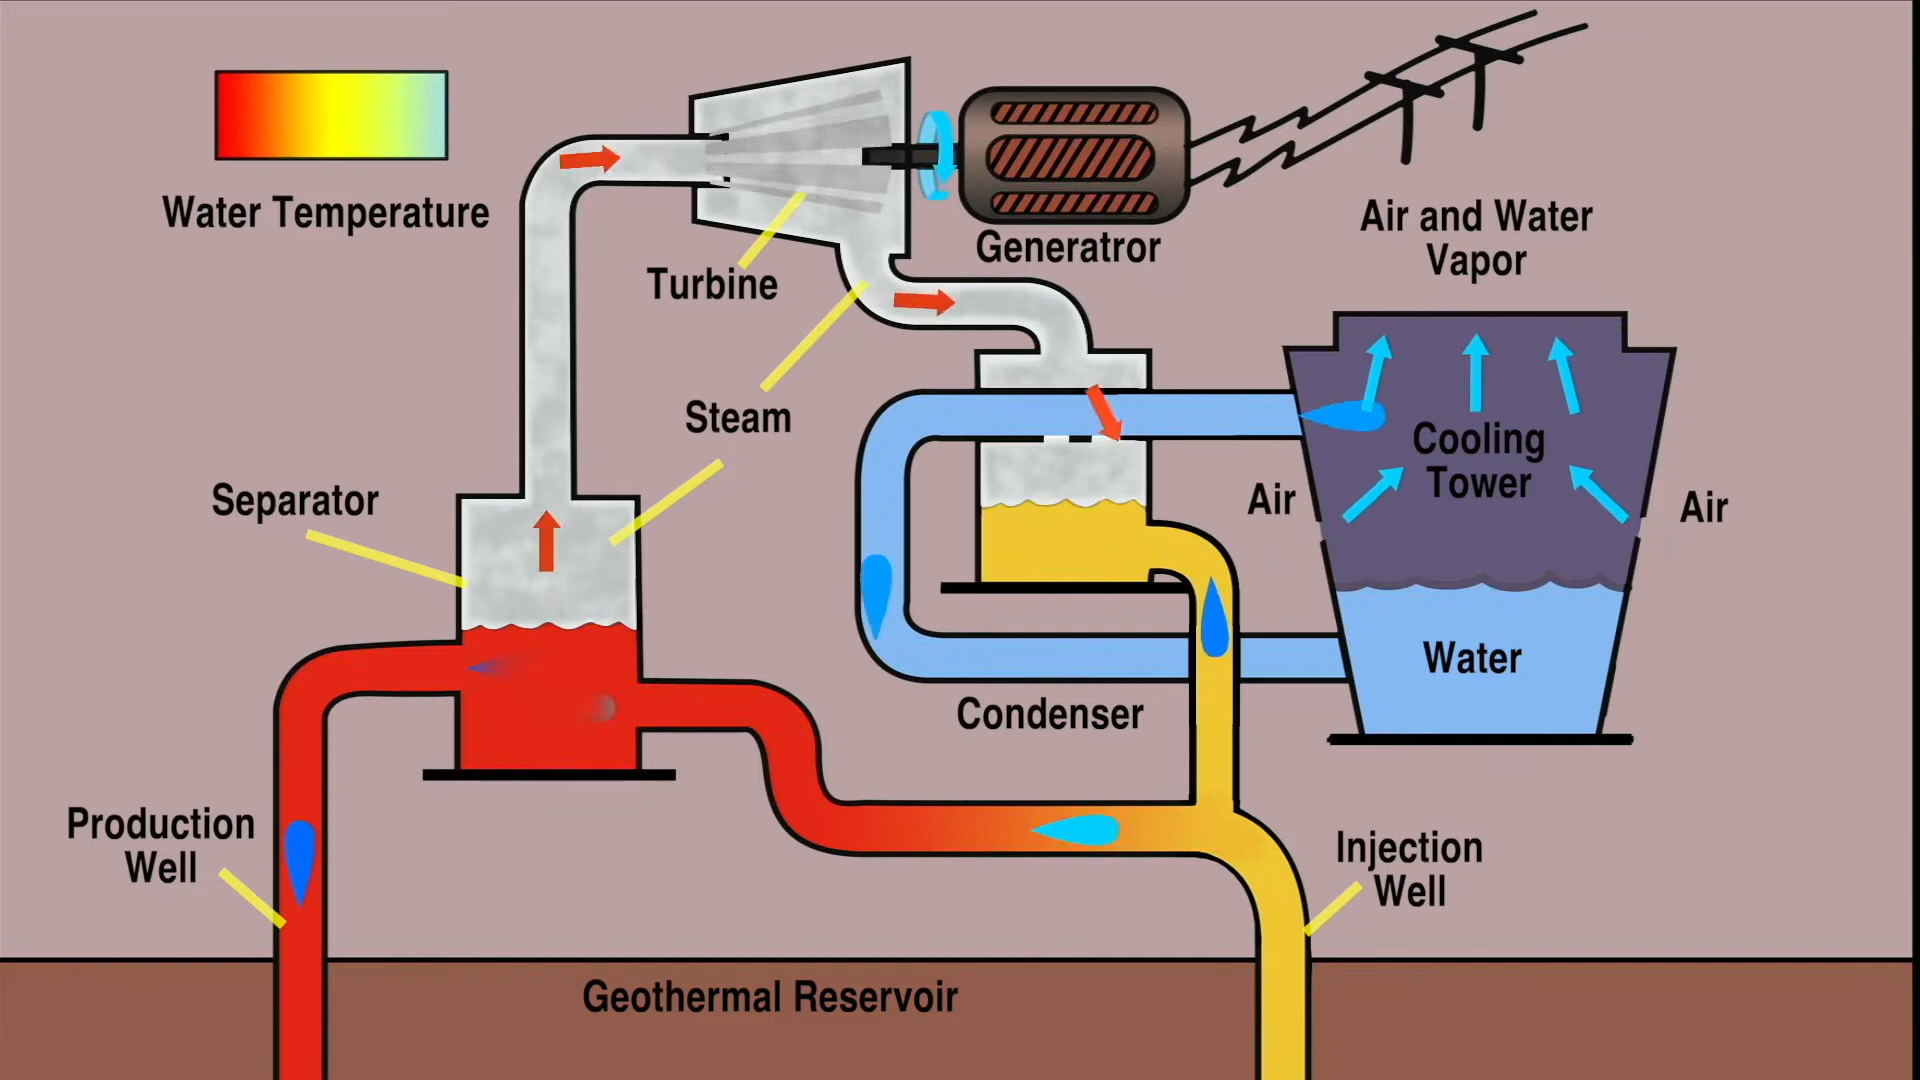 Water Temperature
Turbine
Generatror
Air and Water
Vapor
Steam
Separator
Cooling
Tower
Air
Air
Water
Condenser
Production
Well
Injection
Well
Geothermal Reservoir